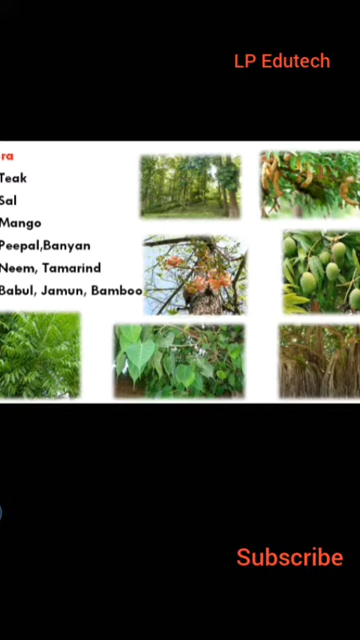 LP Edutech
ra
Teak
Sal
Mango
Peepal,Banyan
Neem, Tamarind
Babul, Jamun, Bamboo
Subscribe